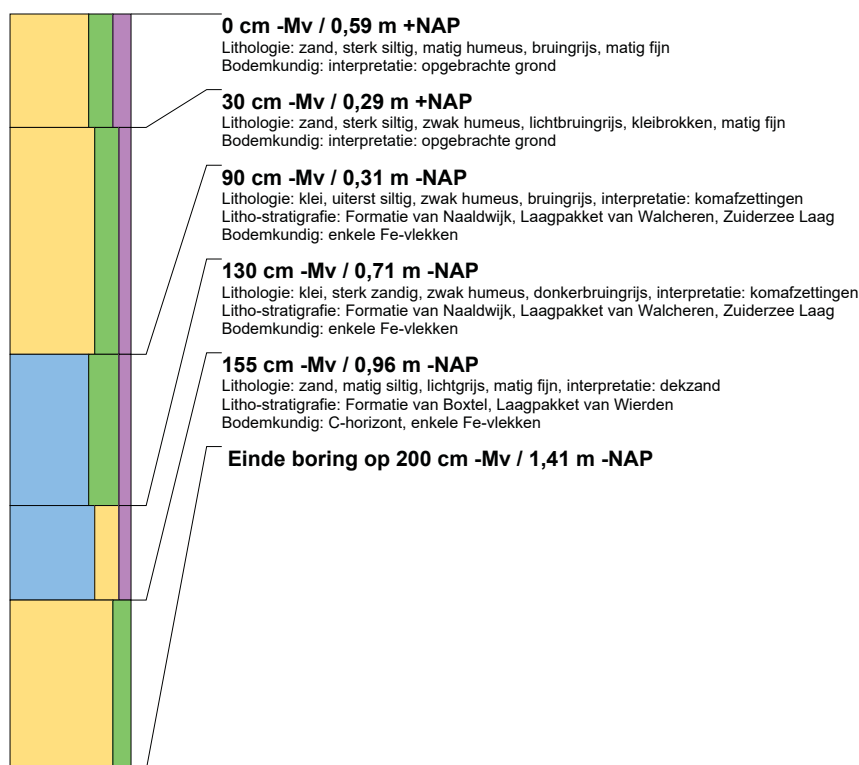 0 cm -Mv / 0,59 m +NAP
Lithologie: zand, sterk siltig, matig humeus, bruingrijs, matig fijn
Bodemkundig: interpretatie: opgebrachte grond
30 cm -Mv / 0,29 m +NAP
Lithologie: zand, sterk siltig, zwak humeus, lichtbruingrijs, kleibrokken, matig fijn
Bodemkundig: interpretatie: opgebrachte grond
90 cm -Mv / 0,31 m -NAP
Lithologie: klei, uiterst siltig, zwak humeus, bruingrijs, interpretatie: komafzettingen
Litho-stratigrafie: Formatie van Naaldwijk, Laagpakket van Walcheren, Zuiderzee Laag
Bodemkundig: enkele Fe-vlekken
130 cm -Mv / 0,71 m -NAP
Lithologie: klei, sterk zandig, zwak humeus, donkerbruingrijs, interpretatie: komafzettingen
Litho-stratigrafie: Formatie van Naaldwijk, Laagpakket van Walcheren, Zuiderzee Laag
Bodemkundig: enkele Fe-vlekken
155 cm -Mv / 0,96 m -NAP
Lithologie: zand, matig siltig, lichtgrijs, matig fijn, interpretatie: dekzand
Litho-stratigrafie: Formatie van Boxtel, Laagpakket van Wierden
Bodemkundig: C-horizont, enkele Fe-vlekken
Einde boring op 200 cm -Mv / 1,41 m -NAP